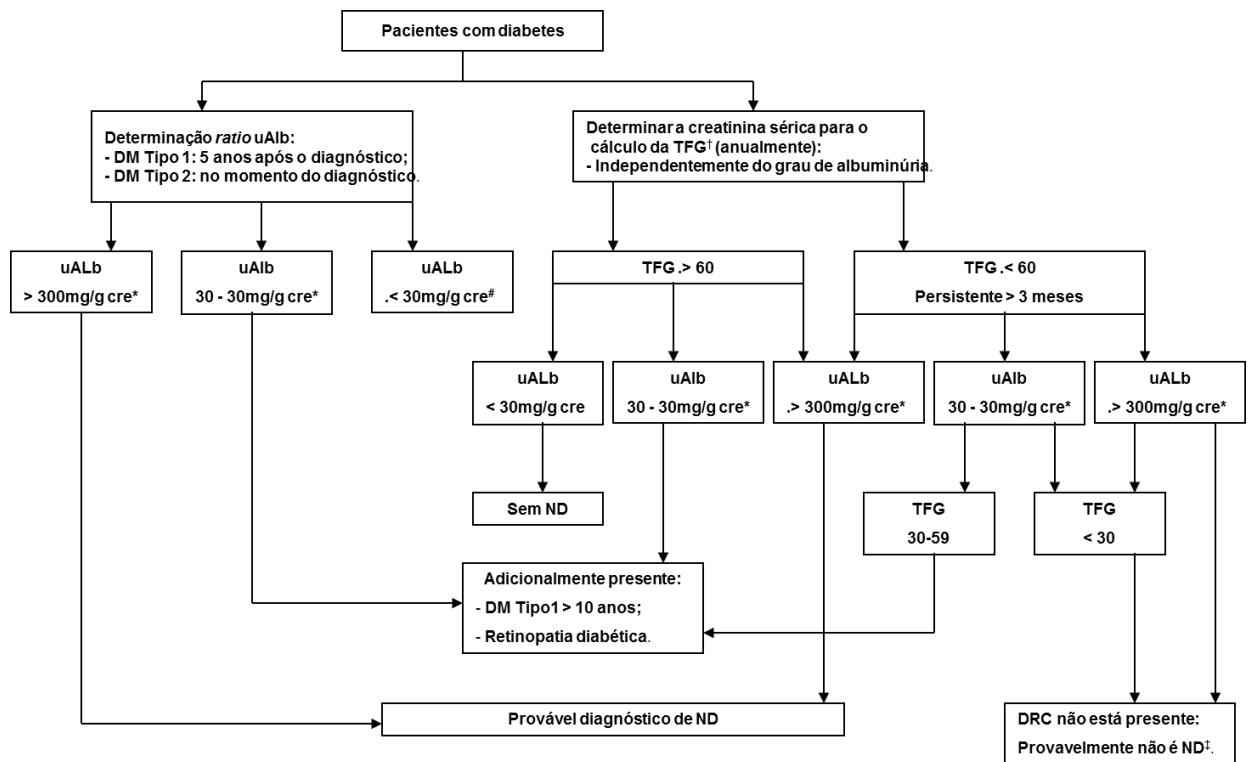 Pacientes com diabetes
Determinação ratio uAlb:
- DM Tipo 1: 5 anos após o diagnóstico;
- DM Tipo 2: no momento do diagnóstico.
Determinar a creatinina sérica para o
cálculo da TFG† (anualmente):
- Independentemente do grau de albuminúria.
uALb
> 300mg/g cre*
uAlb
30 - 30mg/g cre*
uALb
.< 30mg/g cre#
TFG .> 60
TFG .< 60
Persistente > 3 meses
uALb
< 30mg/g cre
uAlb
30 - 30mg/g cre*
uALb
.> 300mg/g cre*
uAlb
30 - 30mg/g cre*
uALb
.> 300mg/g cre*
Sem ND
TFG
30-59
TFG
< 30
Adicionalmente presente:
- DM Tipo1 > 10 anos;
- Retinopatia diabética.
Provável diagnóstico de ND
DRC não está presente:
Provavelmente não é ND‡.